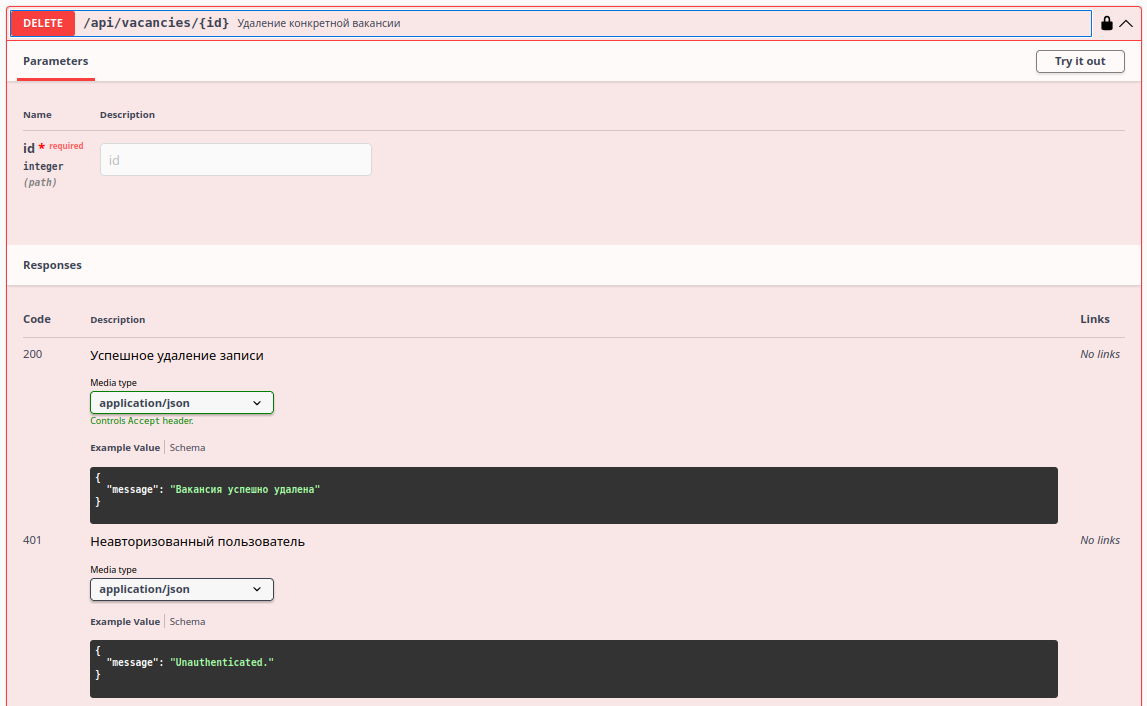 DELETE /api/vacancies/{id} Удаление конкретной вакансии
Parameters
Try it out
Name Description
id * required
id
integer
(path)
Responses
Code Description Links
200 Успешное удаление записи No links
Media type
application/json
Controls Accept header.
Example Value Schema
{
"message": "Вакансия успешно удалена"
}
401 Неавторизованный пользователь No links
Media type
application/json
Example Value Schema
{
"message": "Unauthenticated."
}